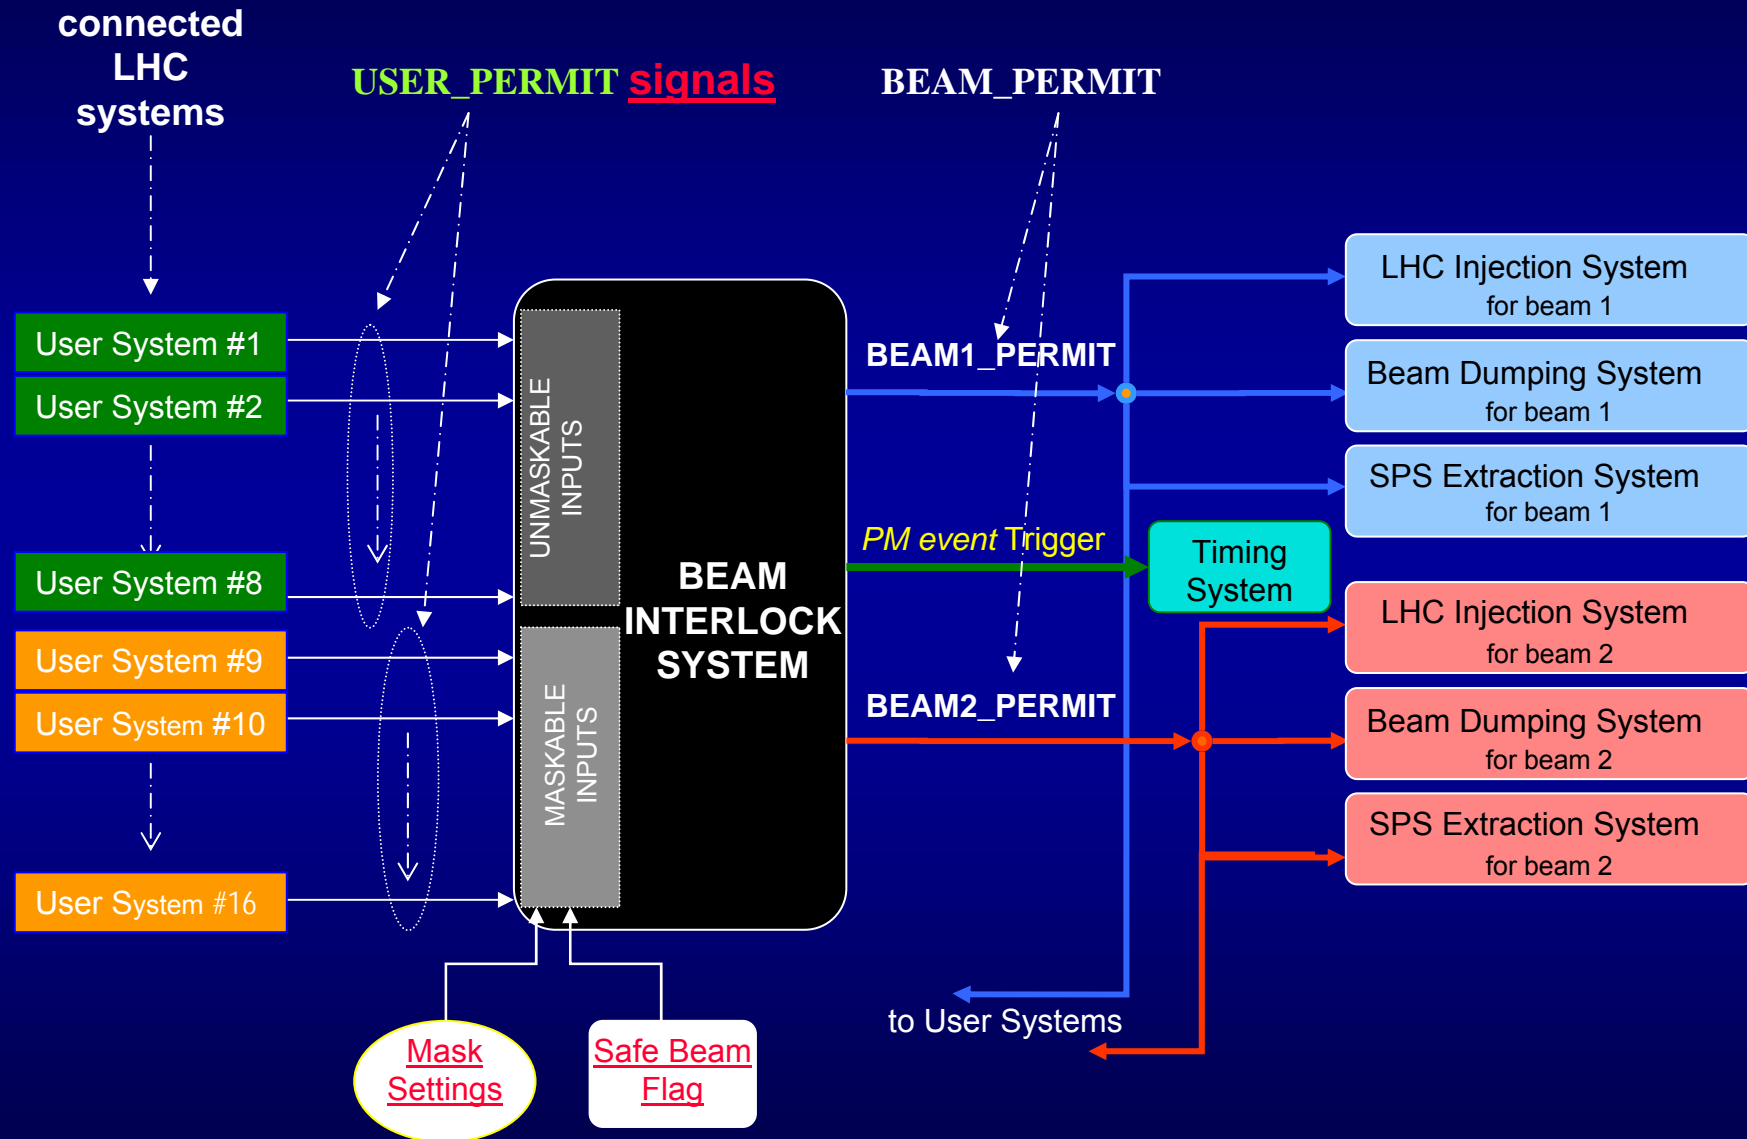 connected
LHC
systems
USER_PERMIT signals
BEAM_PERMIT
User System #1
User System #2
User System #8
User System #9
User System #10
User System #16
UNMASKABLE
INPUTS
MASKABLE
INPUTS
BEAM
INTERLOCK
SYSTEM
Mask
Settings
Safe Beam
Flag
BEAM1_PERMIT
PM event Trigger
BEAM2_PERMIT
to User Systems
LHC Injection System
for beam 1
Beam Dumping System
for beam 1
SPS Extraction System
for beam 1
Timing
System
LHC Injection System
for beam 2
Beam Dumping System
for beam 2
SPS Extraction System
for beam 2